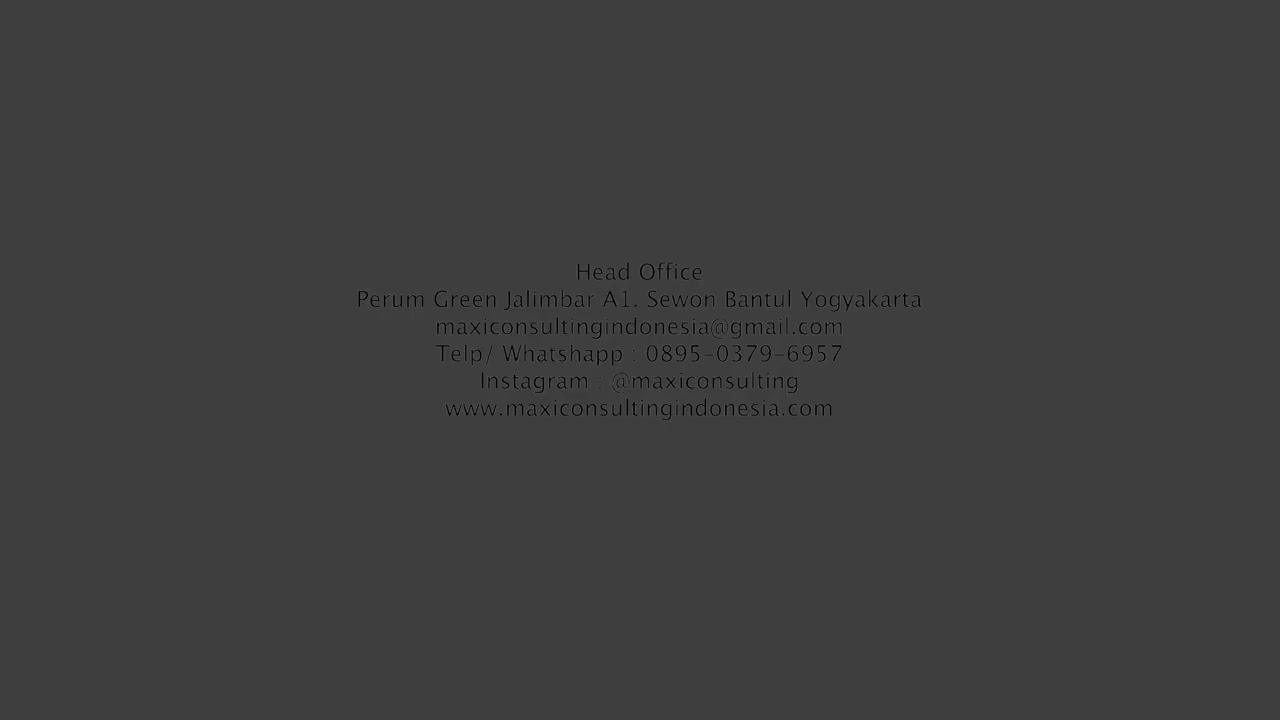 Head Office
Perum Green Jalimbar A1. Sewon Bantul Yogyakarta
maxiconsultingindonesia@gmail.com
Telp/ Whatshapp : 0895-0379-6957
Instagram : @maxiconsulting
www.maxiconsultingindonesia.com